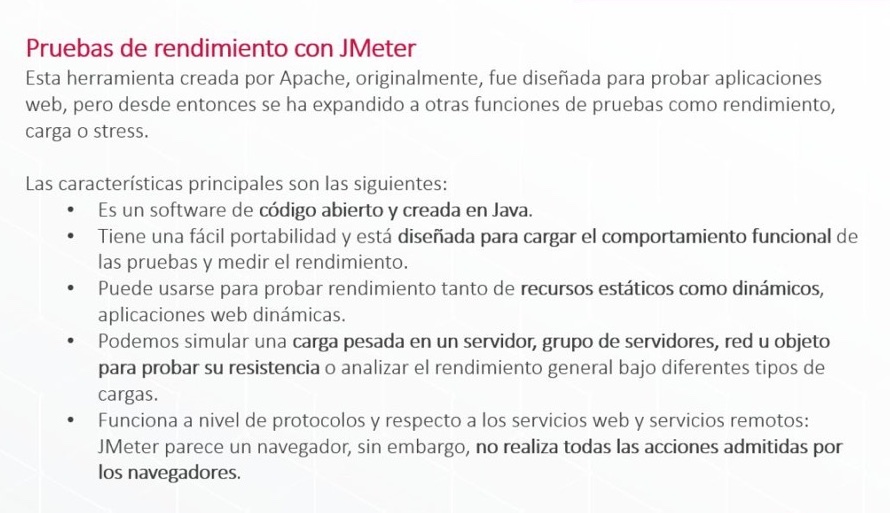 Pruebas de rendimiento con JMeter
Esta herramienta creada por Apache, originalmente, fue diseñada para probar aplicaciones
web, pero desde entonces se ha expandido a otras funciones de pruebas como rendimiento,
carga o stress.
Las características principales son las siguientes:
• Es un software de código abierto y creada en Java.
• Tiene una fácil portabilidad y está diseñada para cargar el comportamiento funcional de
las pruebas y medir el rendimiento.
• Puede usarse para probar rendimiento tanto de recursos estáticos como dinámicos,
aplicaciones web dinámicas.
• Podemos simular una carga pesada en un servidor, grupo de servidores, red u objeto
para probar su resistencia o analizar el rendimiento general bajo diferentes tipos de
cargas.
• Funciona a nivel de protocolos y respecto a los servicios web y servicios remotos:
JMeter parece un navegador, sin embargo, no realiza todas las acciones admitidas por
los navegadores.